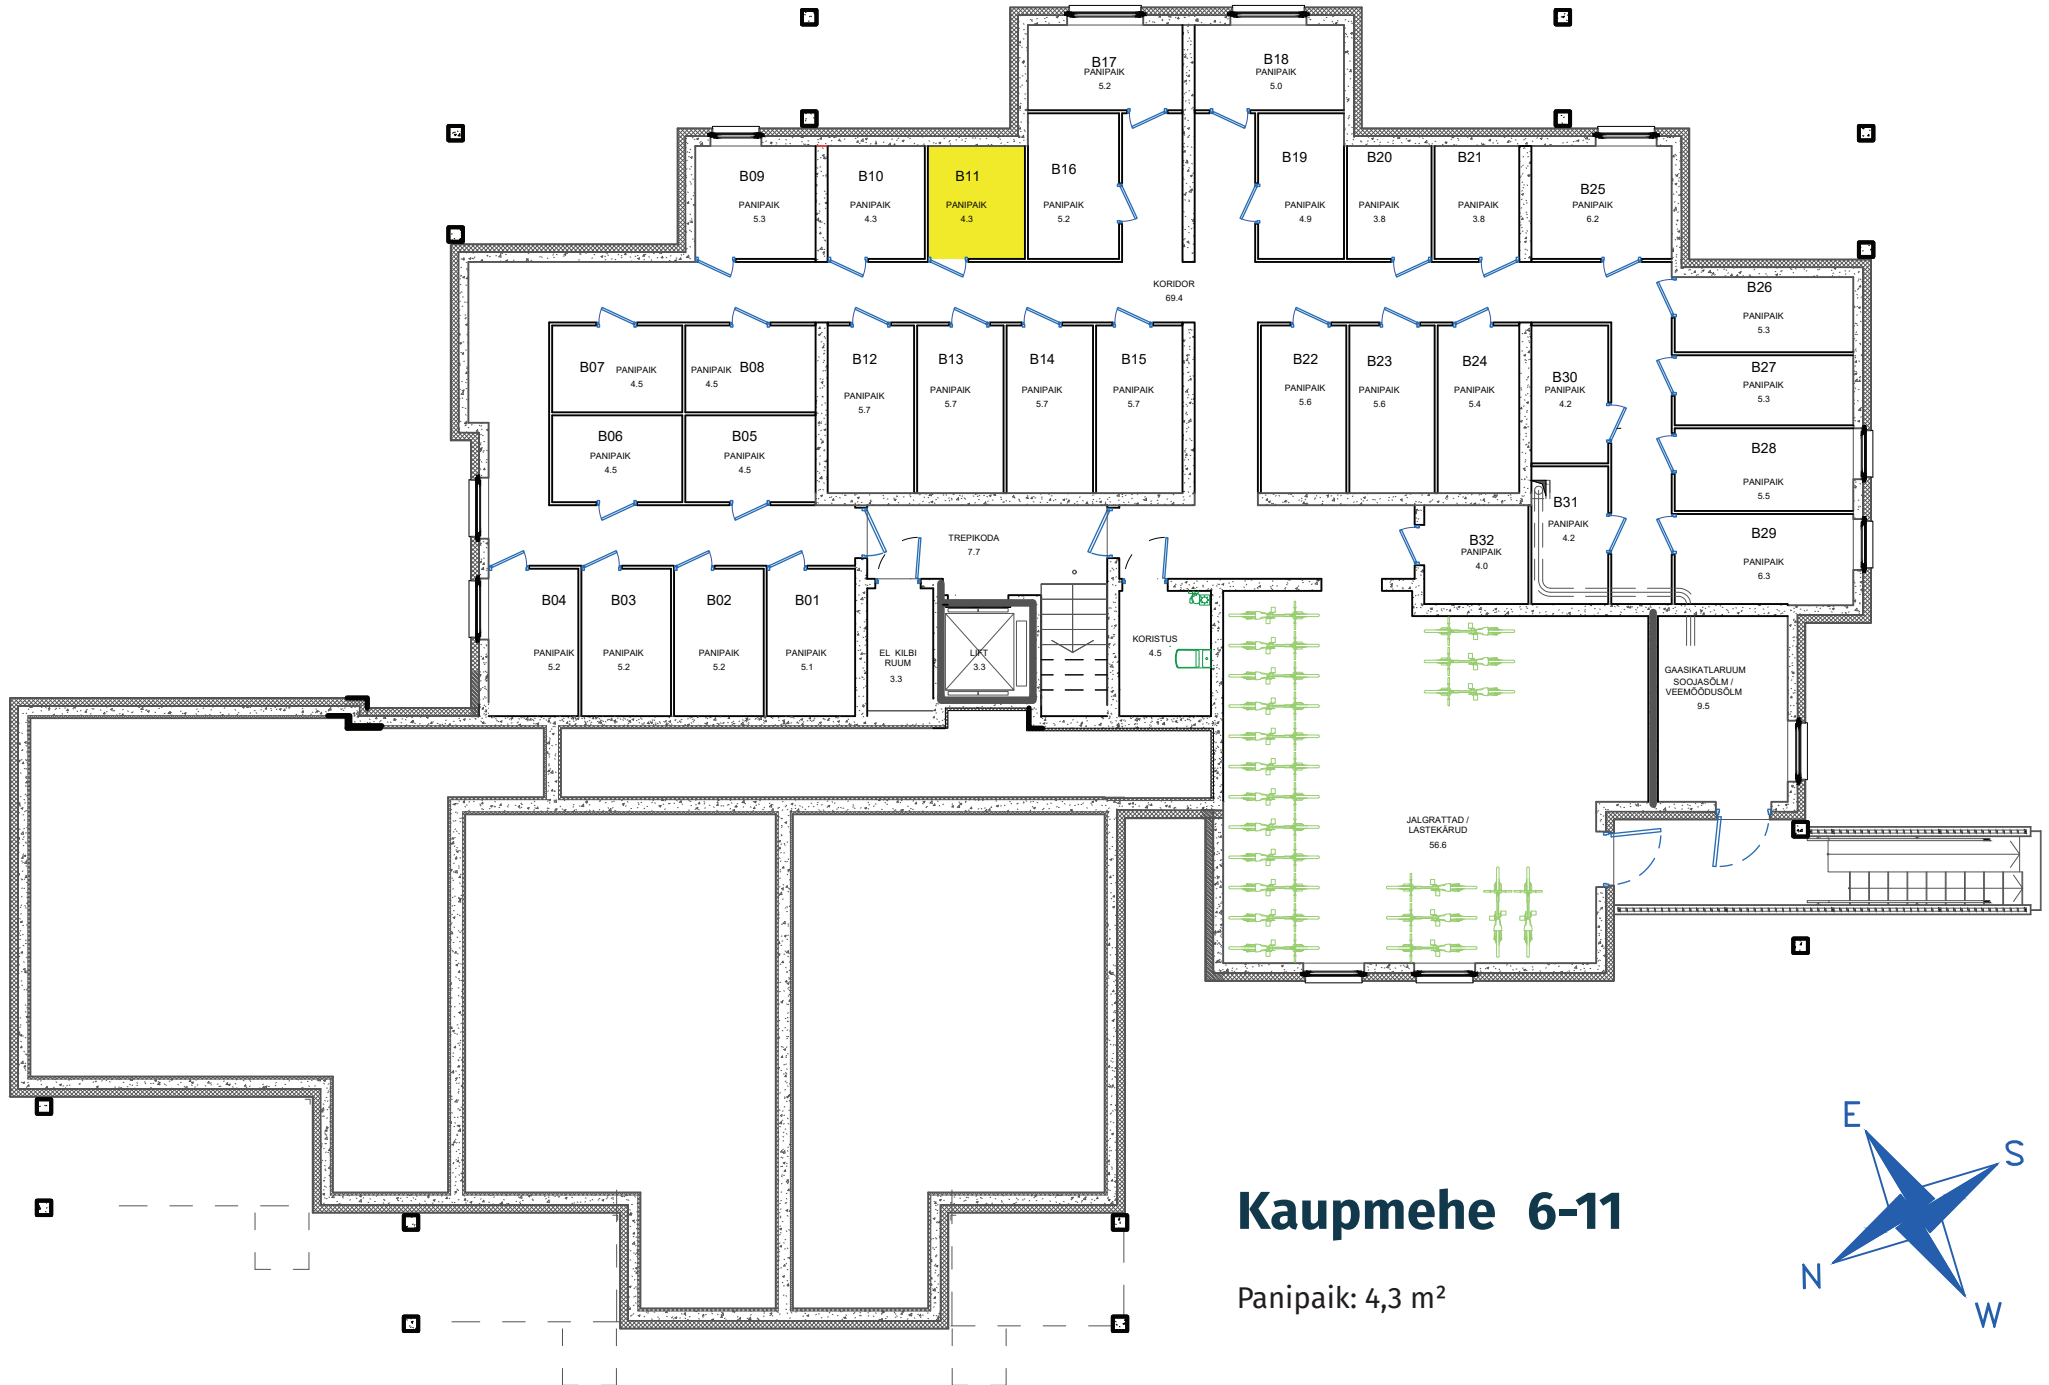 B17
PANIPAIK
5.2
B18
PANIPAIK
5.0
B09
PANIPAIK
5.3
B10
PANIPAIK
4.3
B11
PANIPAIK
4.3
B16
PANIPAIK
5.2
B19
PANIPAIK
4.9
B20
PANIPAIK
3.8
B21
PANIPAIK
3.8
B25
PANIPAIK
6.2
KORIDOR
69.4
B26
PANIPAIK
5.3
B07 PANIPAIK
4.5
PANIPAIK B08
4.5
B12
PANIPAIK
5.7
B13
PANIPAIK
5.7
B14
PANIPAIK
5.7
B15
PANIPAIK
5.7
B22
PANIPAIK
5.6
B23
PANIPAIK
5.6
B24
PANIPAIK
5.4
B30
PANIPAIK
4.2
B27
PANIPAIK
5.3
B06
PANIPAIK
4.5
B05
PANIPAIK
4.5
B28
PANIPAIK
5.5
B31
PANIPAIK
4.2
B32
PANIPAIK
4.0
B29
PANIPAIK
6.3
TREPIKODA
7.7
B04
PANIPAIK
5.2
B03
PANIPAIK
5.2
B02
PANIPAIK
5.2
B01
PANIPAIK
5.1
EL KILBI
RUUM
3.3
LIFT
3.3
KORISTUS
4.5
GAASIKATLARUUM
SOOJASÕLM /
VEEMÕÕDUSÕLM
9.5
JALGRATTAD /
LASTEKÄRUD
56.6
E
S
N
W
Kaupmehe 6-11
Panipaik: 4,3 m²